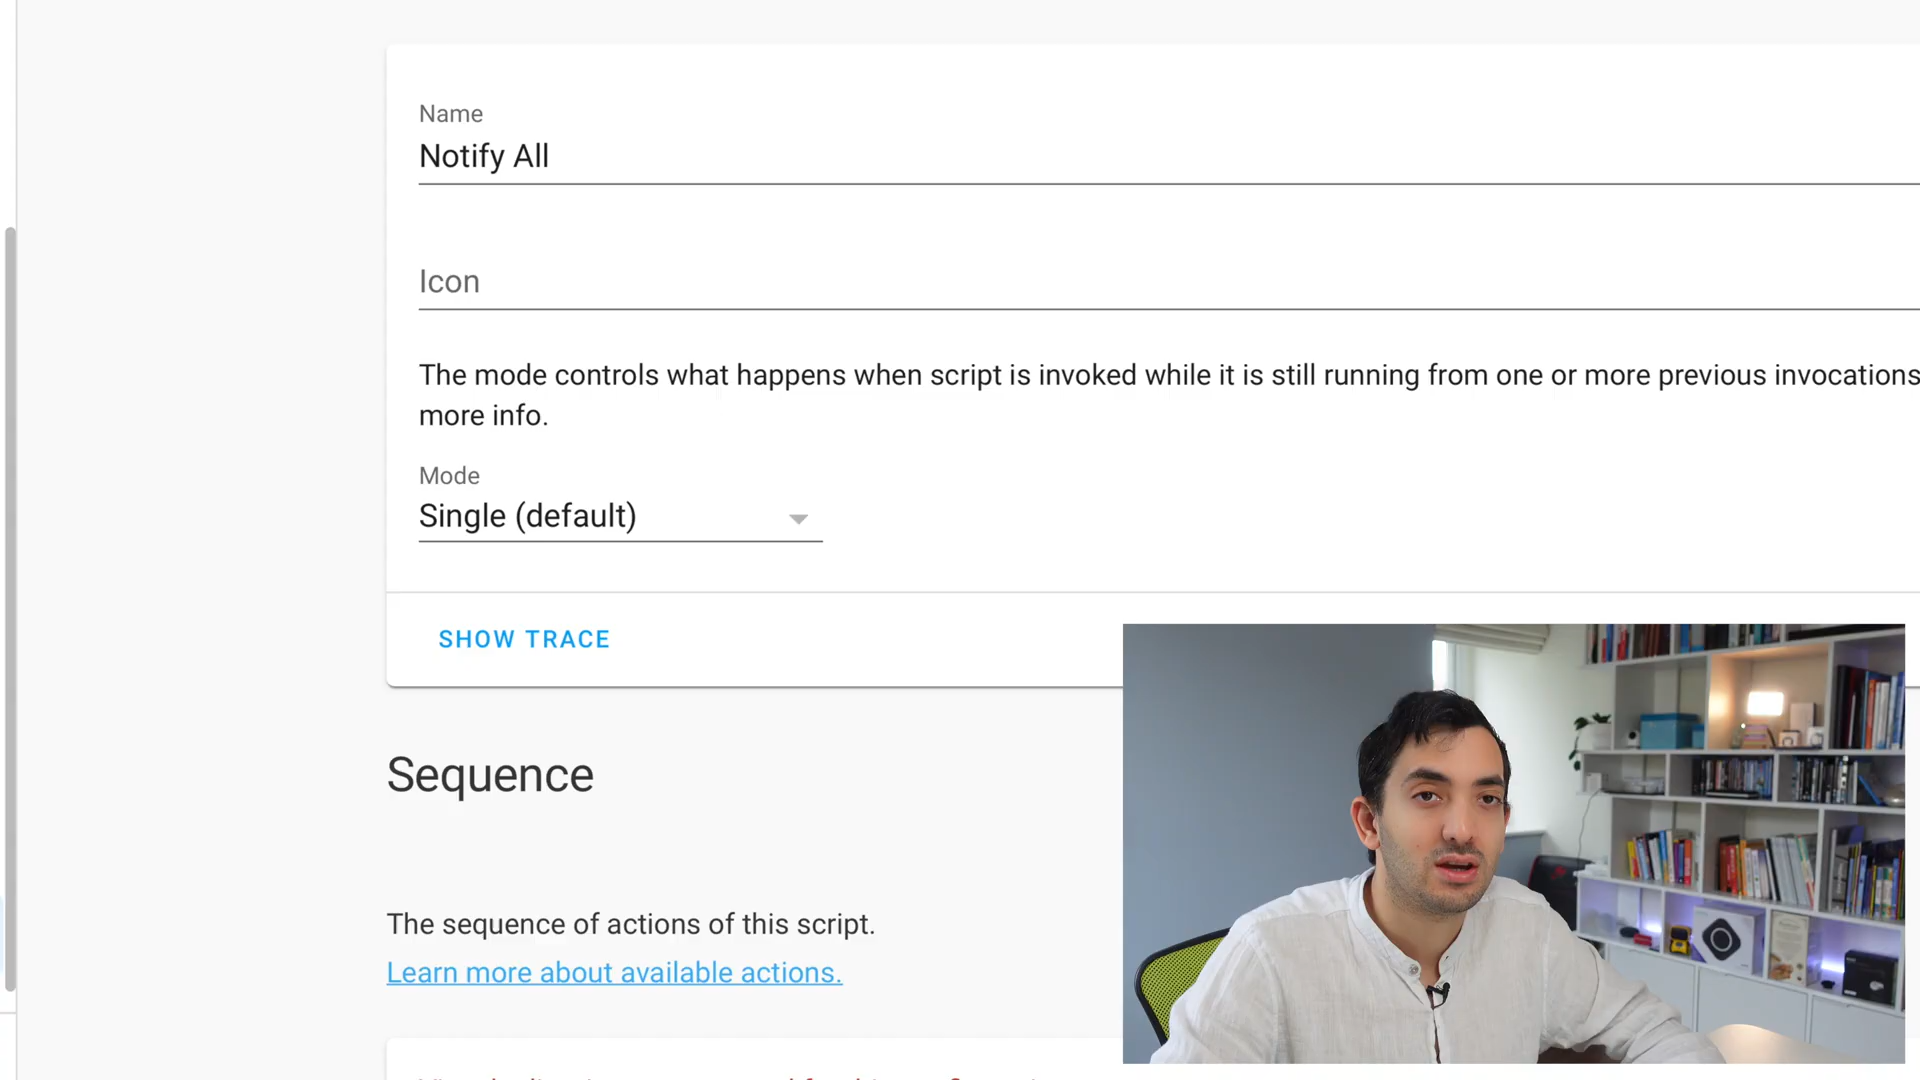 Name
Notify All
Icon
The mode controls what happens when script is invoked while it is still running from one or more previous invocations
more info.
Mode
Single (default)
SHOW TRACE
Sequence
The sequence of actions of this script.
Learn more about available actions.